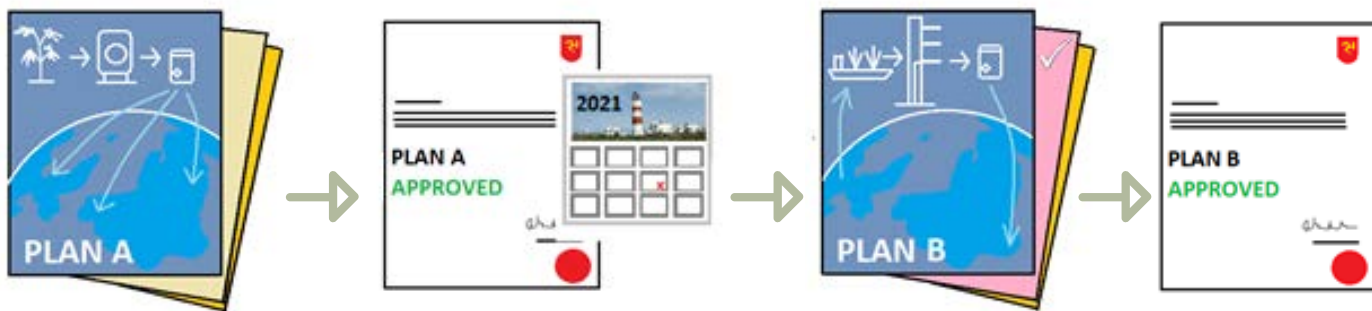 PLAN A
PLAN A
APPROVED
2021
x
PLAN B
PLAN B
APPROVED